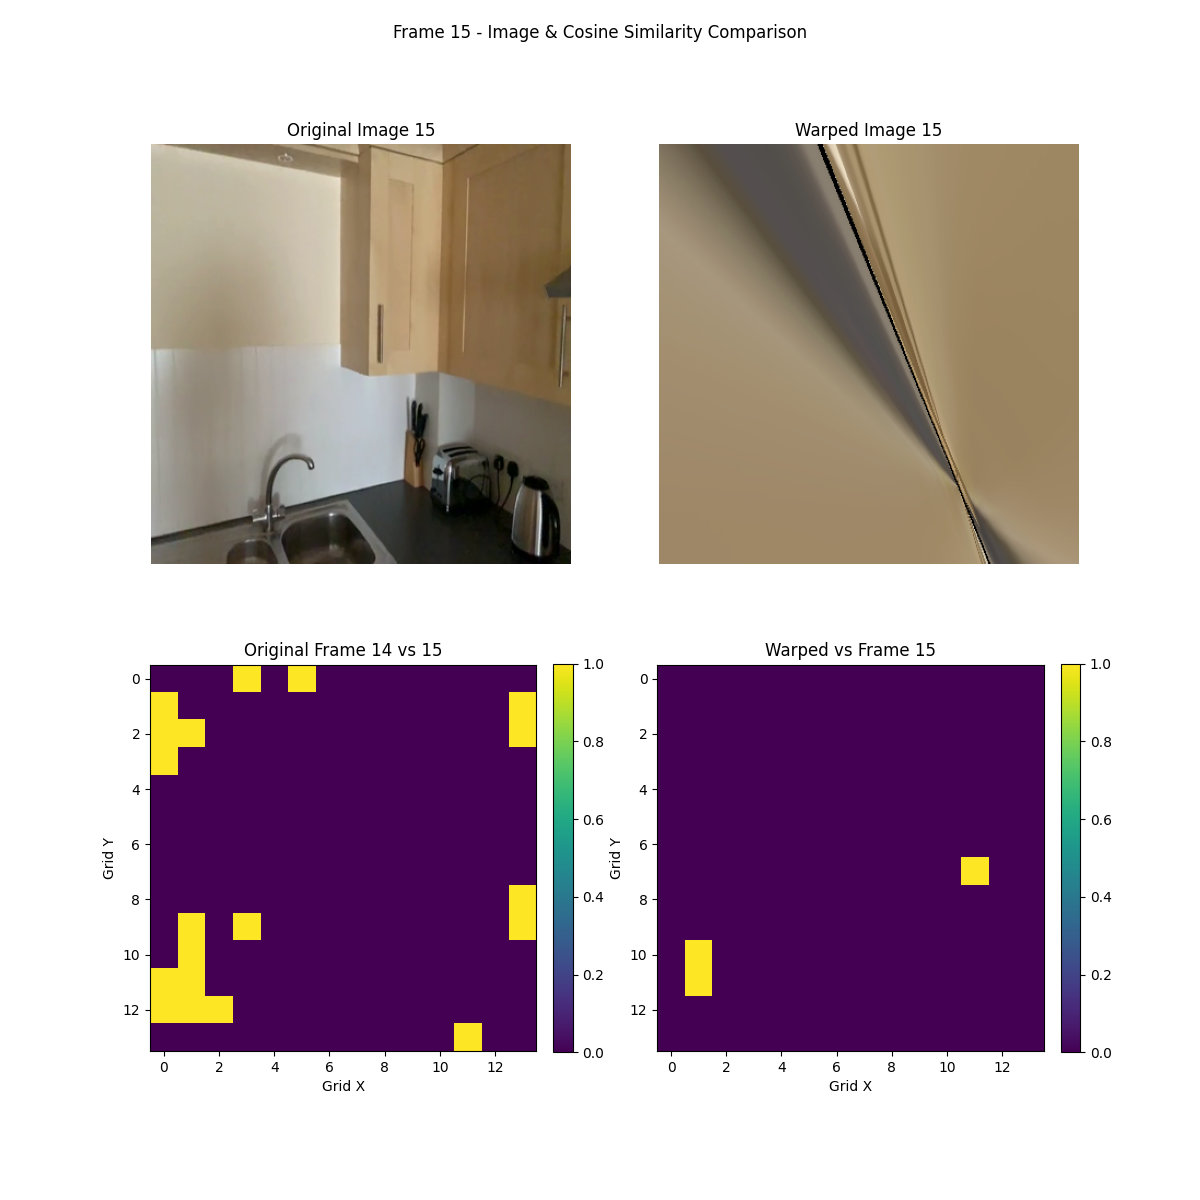 Frame 15 - Image & Cosine Similarity Comparison
Original Image 15
Warped Image 15
Original Frame 14 vs 15
Warped vs Frame 15
0
2
4
6
8
10
12
Grid Y
0 2 4 6 8 10 12
Grid X
1.0
0.8
0.6
0.4
0.2
0.0
0
2
4
6
8
10
12
Grid Y
0 2 4 6 8 10 12
Grid X
1.0
0.8
0.6
0.4
0.2
0.0